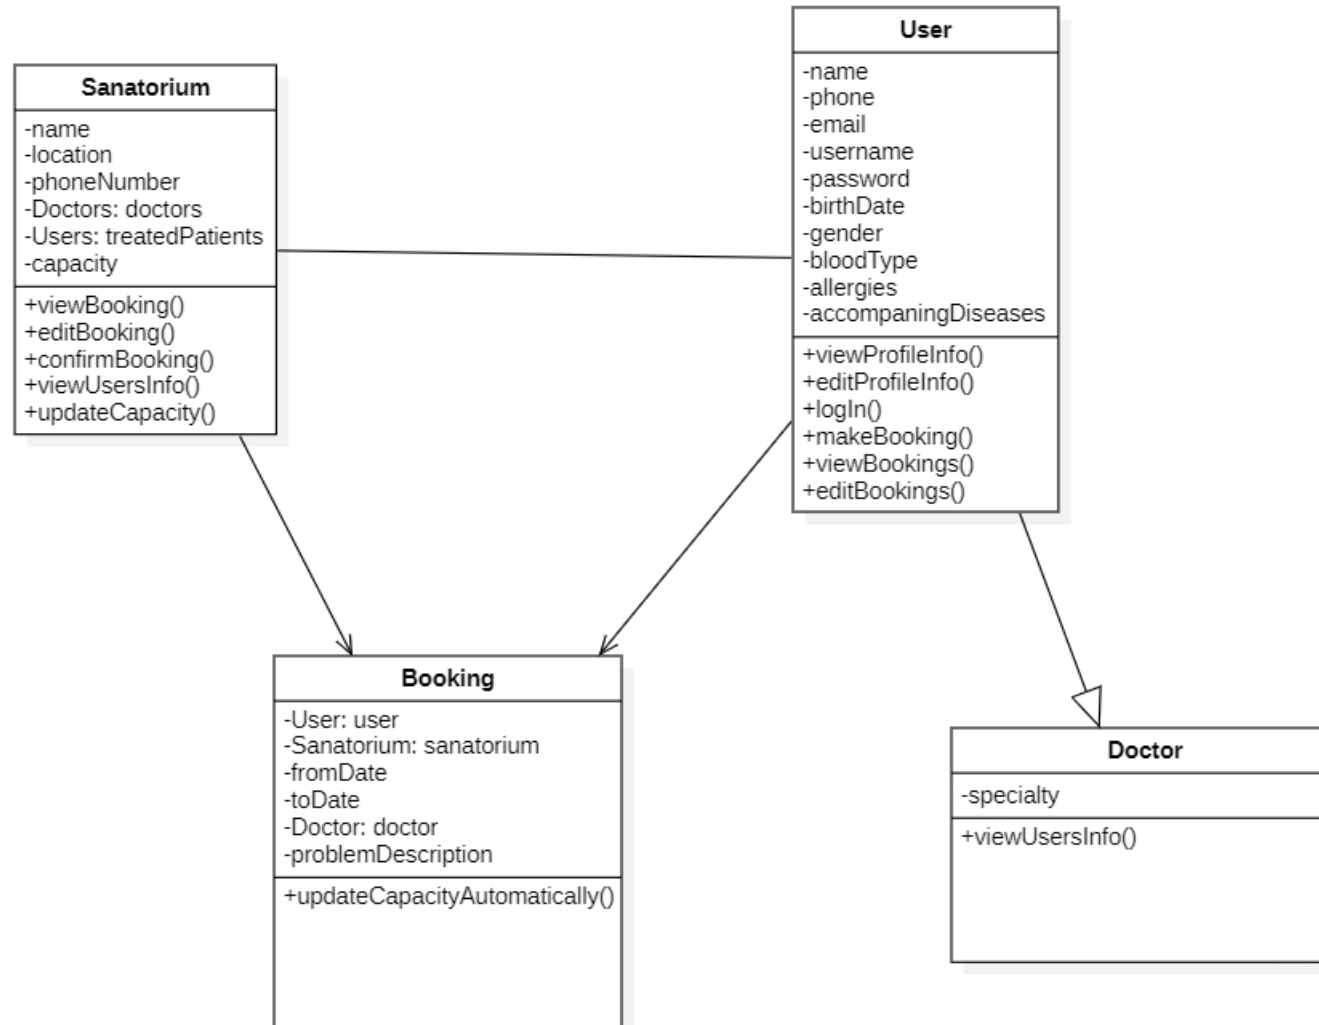 Sanatorium
-name
-location
-phoneNumber
-Doctors: doctors
-Users: treatedPatients
-capacity
+viewBooking()
+editBooking()
+confirmBooking()
+viewUsersInfo()
+updateCapacity()
User
-name
-phone
-email
-username
-password
-birthDate
-gender
-bloodType
-allergies
-accompaningDiseases
+viewProfileInfo()
+editProfileInfo()
+logIn()
+makeBooking()
+viewBookings()
+editBookings()
Booking
-User: user
-Sanatorium: sanatorium
-fromDate
-toDate
-Doctor: doctor
-problemDescription
+updateCapacityAutomatically()
Doctor
-specialty
+viewUsersInfo()